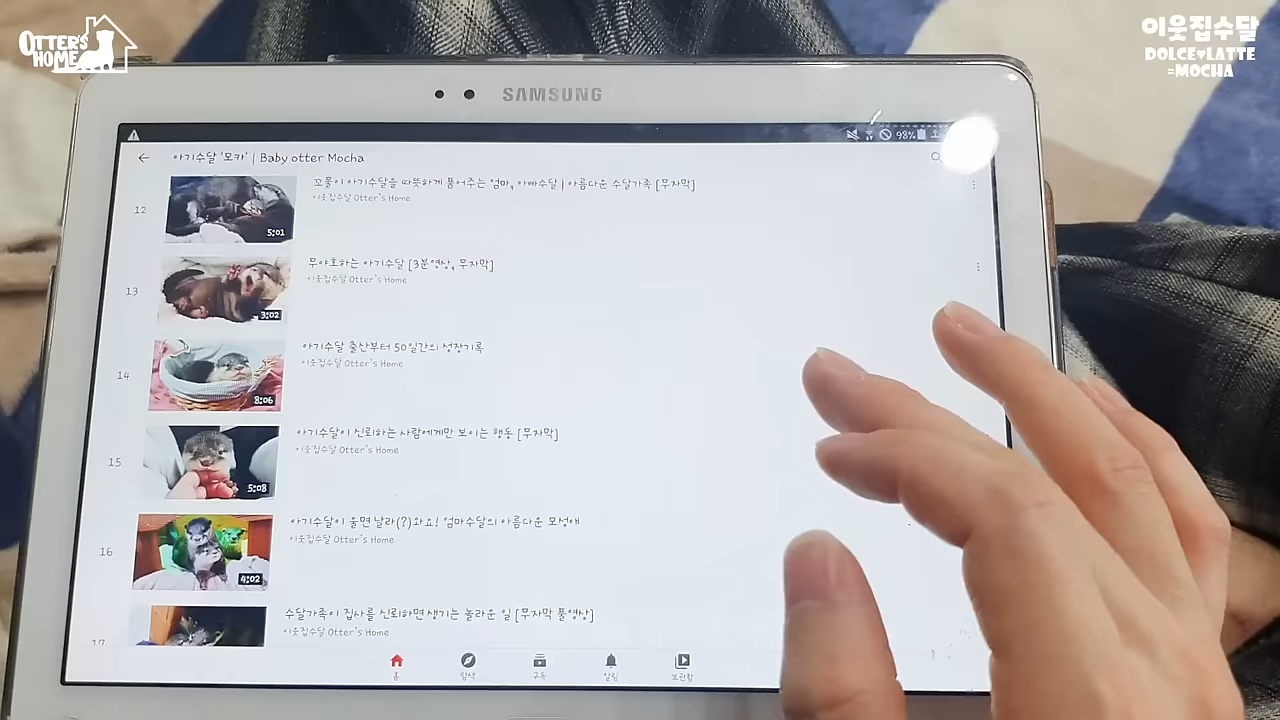 OTTER'S
HOME
이웃집수달
DOLCE♥LATTE
=MOCHA
SAMSUNG
98%
아기수달 '모카' | Baby otter Mocha
12
5:01
꼬물이 아기수달을 따뜻하게 품어주는 엄마, 아빠수달 | 아름다운 수달가족 [무자막]
이웃집수달 Otter's Home
13
3:02
무야호하는 아기수달 [3분영상, 무자막]
이웃집수달 Otter's Home
14
8:06
아기수달 출산부터 50일간의 성장기록
이웃집수달 Otter's Home
15
5:08
아기수달이 신뢰하는 사람에게만 보이는 행동 [무자막]
이웃집수달 Otter's Home
16
4:02
아기수달이 울면 날라(?)와요! 엄마수달의 아름다운 모성애
이웃집수달 Otter's Home
17
수달가족이 집사를 신뢰하면 생기는 놀라운 일 [무자막 풀영상]
이웃집수달 Otter's Home
홈
탐색
구독
알림
보관함